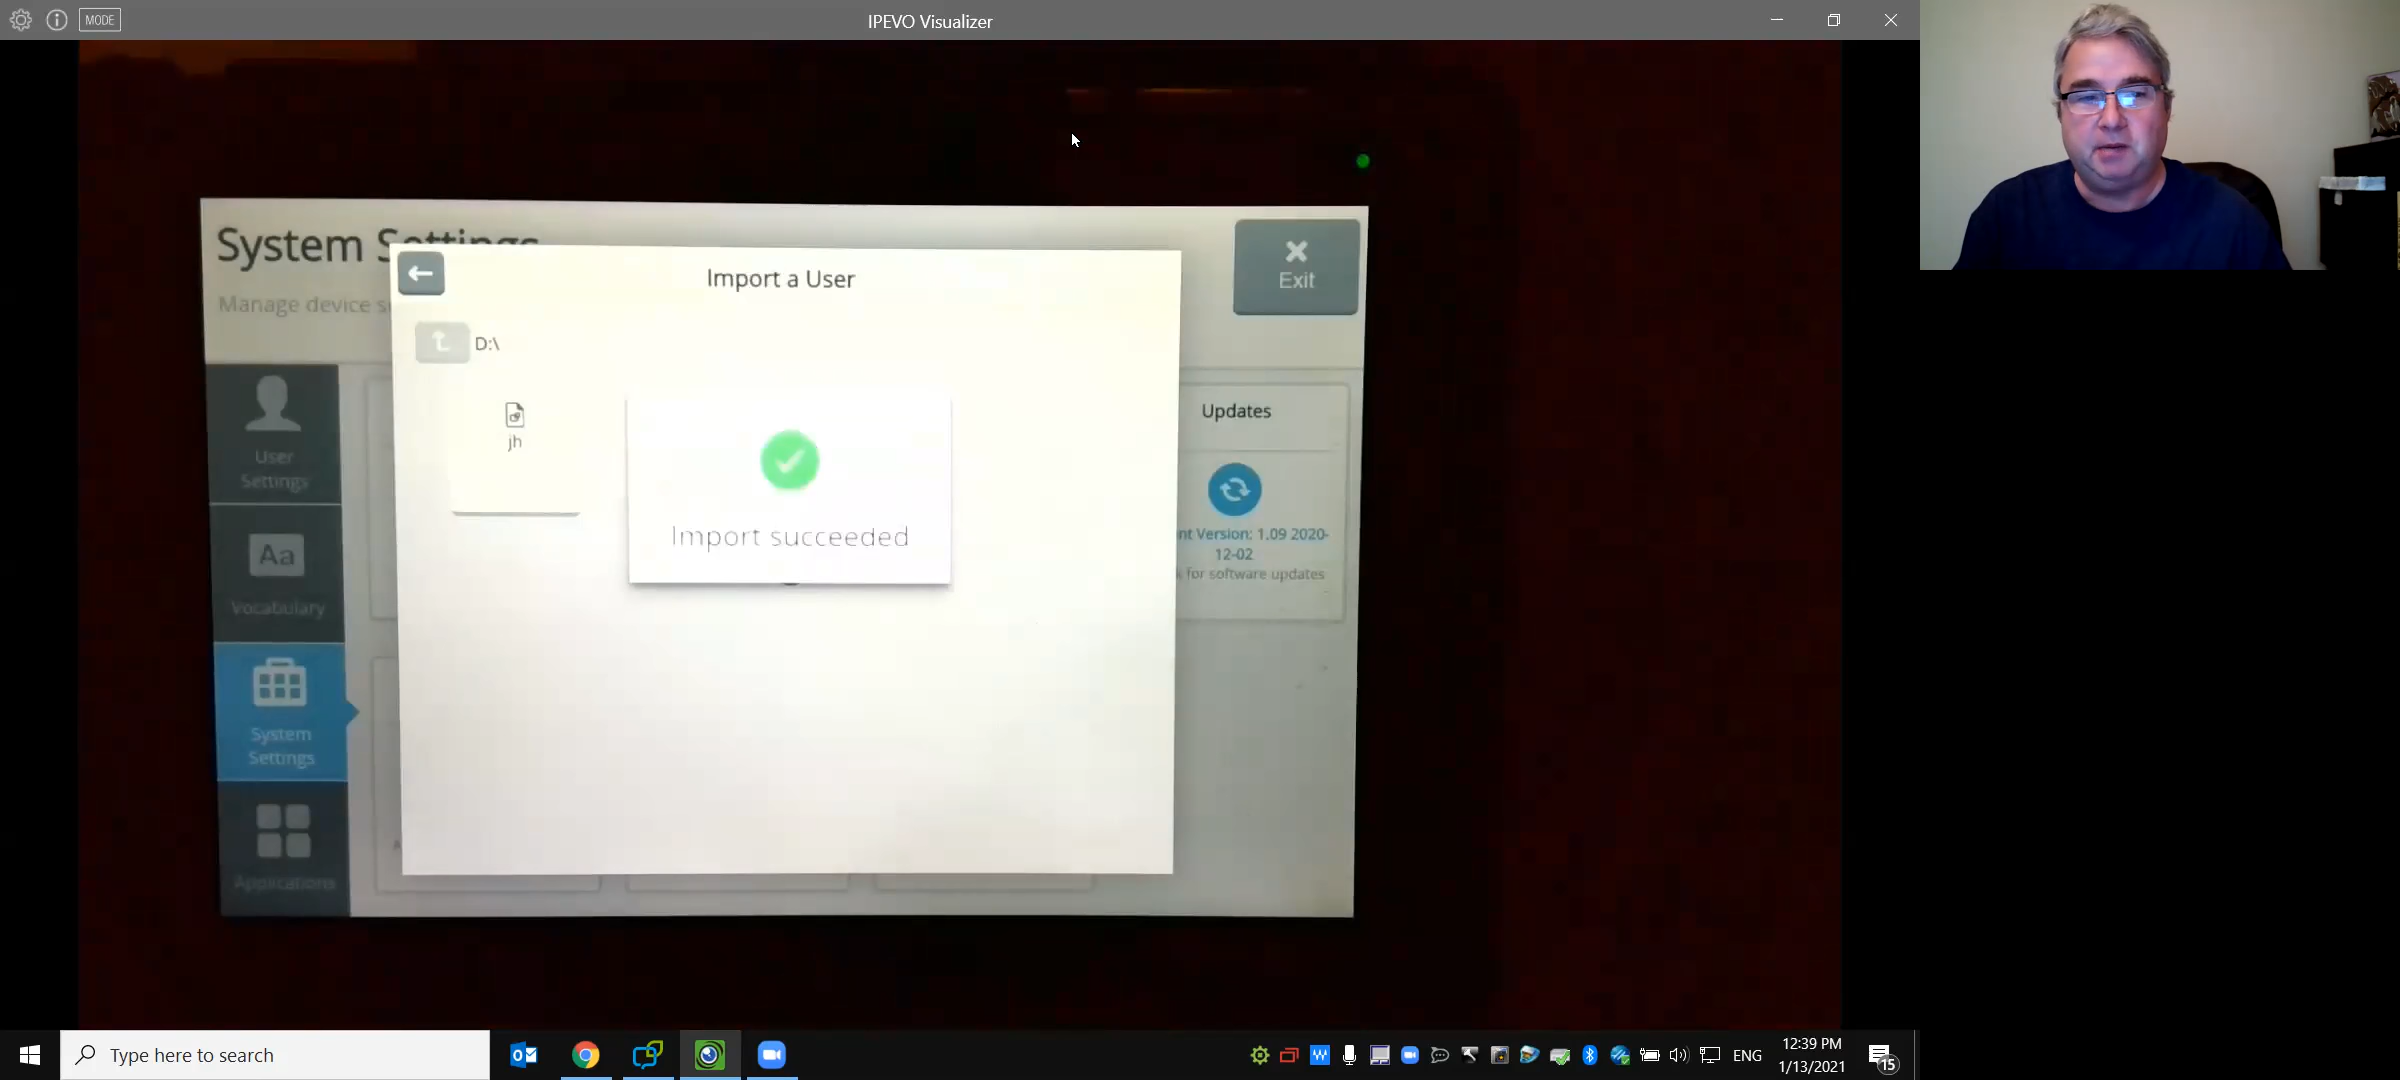 MODE
IPEVO Visualizer
System Settings
Manage device s
Exit
Import a User
D:\
jh
Import succeeded
User
Settings
Aa
Vocabulary
System
Settings
Applications
Updates
nt Version: 1.09 2020-
12-02
k for software updates
Type here to search
ENG
12:39 PM
1/13/2021
15